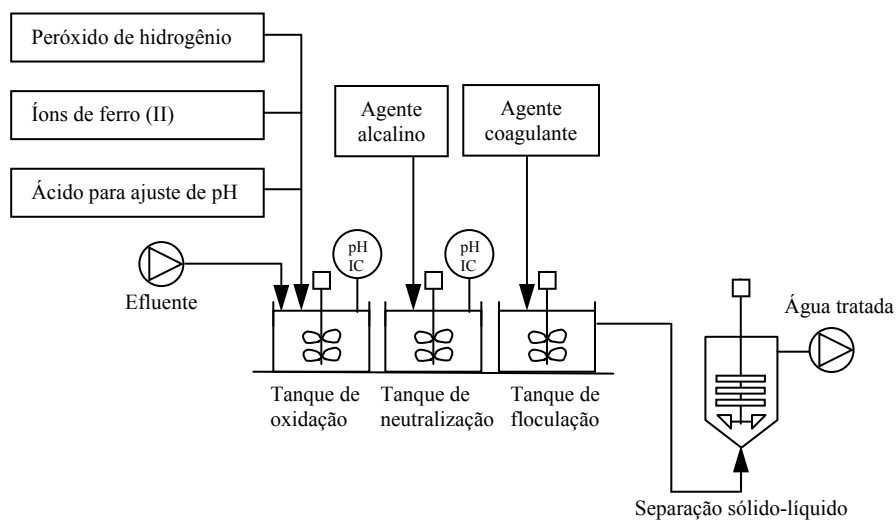 Peróxido de hidrogênio
Íons de ferro (II)
Ácido para ajuste de pH
Agente
alcalino
Agente
coagulante
pH
IC
pH
IC
Efluente
Água tratada
Tanque de
oxidação
Tanque de
neutralização
Tanque de
floculação
Separação sólido-líquido